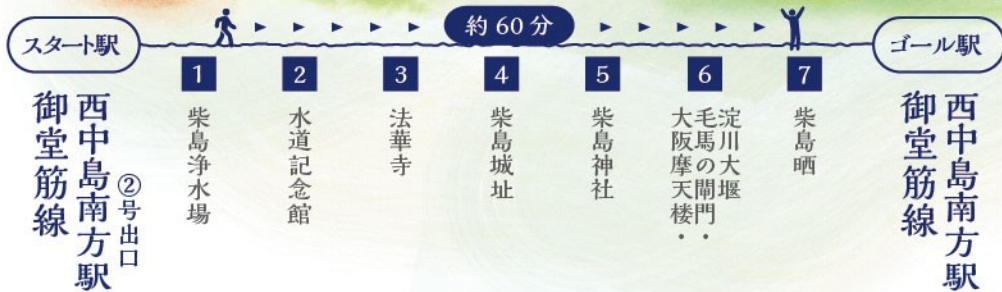 約60分
スタート駅
御堂筋線
西中島南方駅
②号出口
1
柴島浄水場
2
水道記念館
3
法華寺
4
柴島城址
5
柴島神社
6
淀川大堰
毛馬の閘門・
大阪摩天楼・
7
柴島晒
ゴール駅
御堂筋線
西中島南方駅